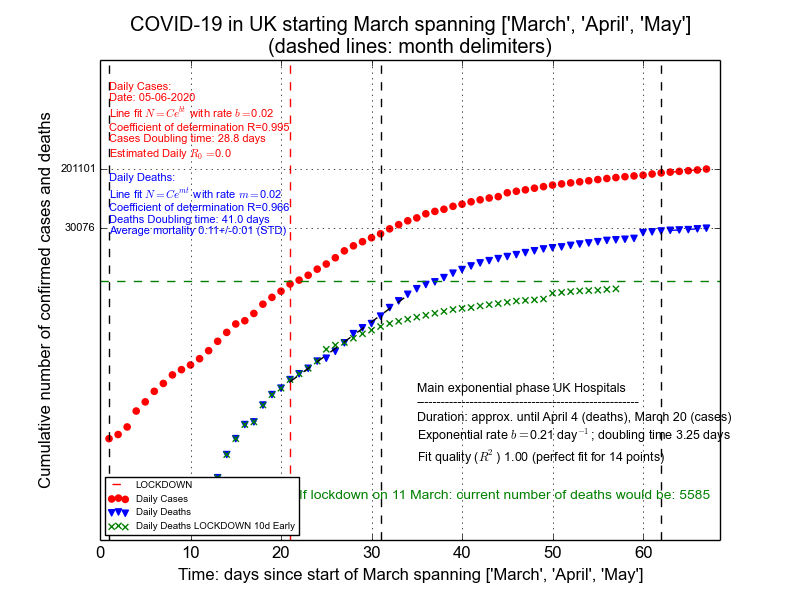 COVID-19 in UK starting March spanning ['March', 'April', 'May']
(dashed lines: month delimiters)
Cumulative number of confirmed cases and deaths
201101
30076
Daily Cases:
Date: 05-06-2020
Line fit N = Ce^{bt} with rate b =0.02
Coefficient of determination R=0.995
Cases Doubling time: 28.8 days
Estimated Daily R_0 =0.0
Daily Deaths:
Line fit N = Ce^{mt} with rate m =0.02
Coefficient of determination R=0.966
Deaths Doubling time: 41.0 days
Average mortality 0.11+/-0.01 (STD)
Main exponential phase UK Hospitals
------------------------------------------------------------
Duration: approx. until April 4 (deaths), March 20 (cases)
Exponential rate b =0.21 day^{-1} ; doubling time 3.25 days
Fit quality (R^2 ) 1.00 (perfect fit for 14 points)
If lockdown on 11 March: current number of deaths would be: 5585
LOCKDOWN
Daily Cases
Daily Deaths
Daily Deaths LOCKDOWN 10d Early
0 10 20 30 40 50 60
Time: days since start of March spanning ['March', 'April', 'May']